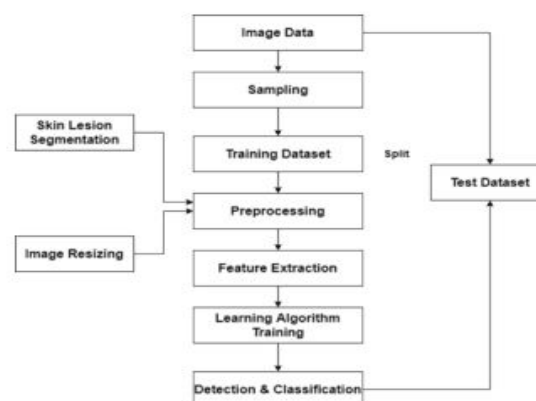 Image Data
Sampling
Skin Lesion
Segmentation
Training Dataset
Split
Test Dataset
Preprocessing
Image Resizing
Feature Extraction
Learning Algorithm
Training
Detection & Classification